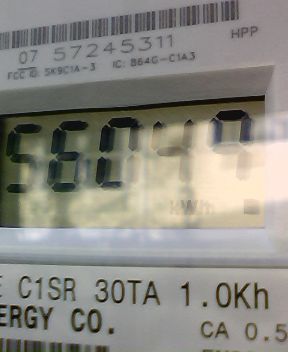 HPP
07 57245311
FCC ID: SK9C1A-3 IC: 864G-C1A3
56049
kWh
E C1SR 30TA 1.0Kh
ERGY CO.
CA 0.5